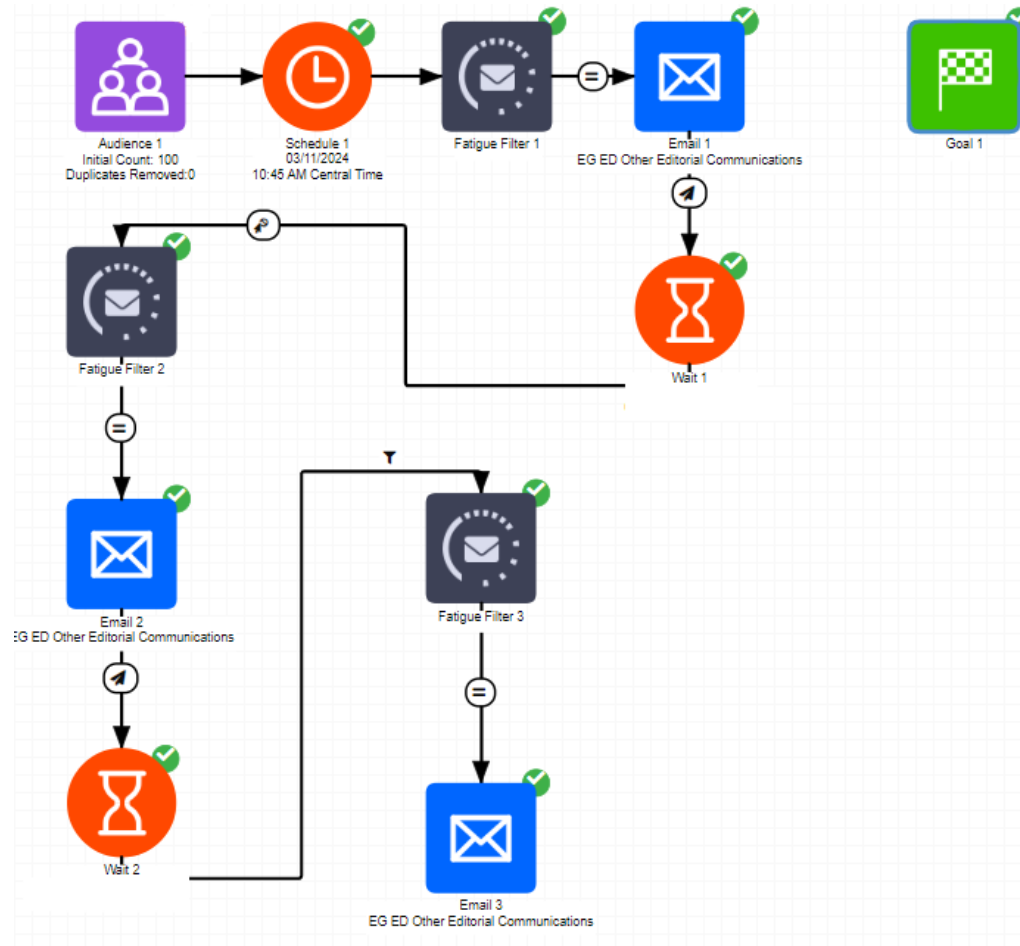 Audience 1
Initial Count: 100
Duplicates Removed:0
Schedule 1
03/11/2024
10:45 AM Central Time
Fatigue Filter 1
Email 1
EG ED Other Editorial Communications
Goal 1
Fatigue Filter 2
Wait 1
Email 2
EG ED Other Editorial Communications
Fatigue Filter 3
Wait 2
Email 3
EG ED Other Editorial Communications